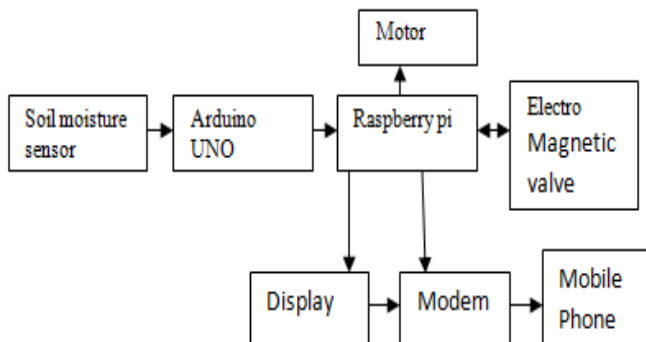 Motor
Soil moisture
sensor
Arduino
UNO
Raspberry pi
Electro
Magnetic
valve
Display
Modem
Mobile
Phone